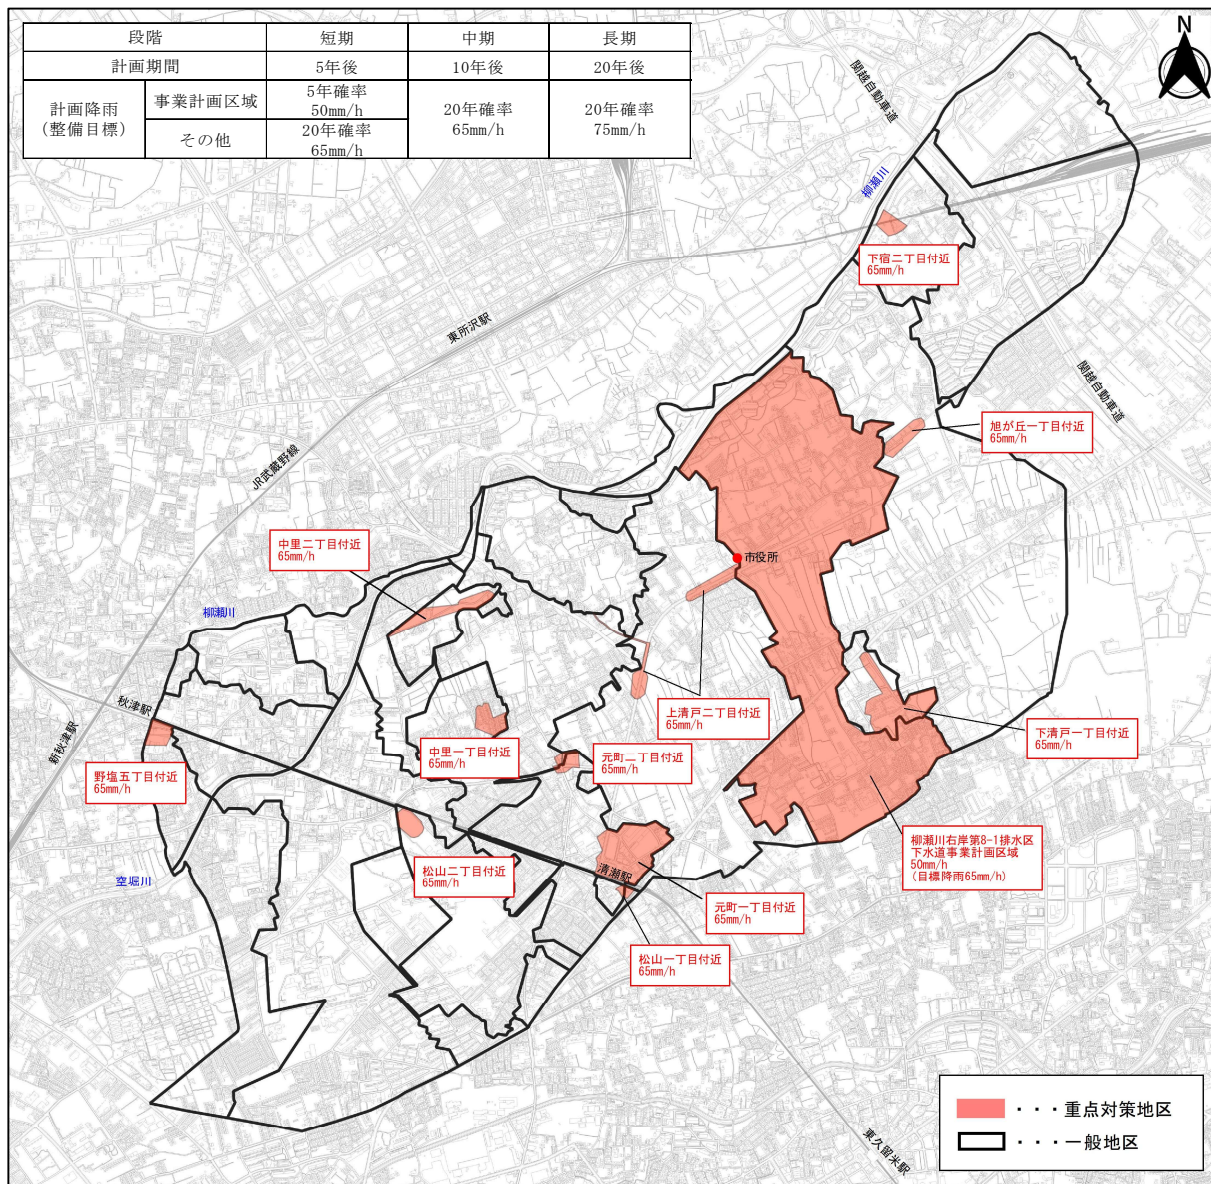 段階 短期 中期 長期
計画期間 5年後 10年後 20年後
計画降雨
(整備目標)
事業計画区域
5年確率
50mm/h
その他
20年確率
65mm/h
20年確率
65mm/h
20年確率
75mm/h
N
関越自動車道
柳瀬川
下宿二丁目付近
65mm/h
東所沢駅
関越自動車道
旭が丘一丁目付近
65mm/h
JR武蔵野線
中里二丁目付近
65mm/h
市役所
柳瀬川
秋津駅
新秋津駅
上清戸二丁目付近
65mm/h
下清戸一丁目付近
65mm/h
中里一丁目付近
65mm/h
元町二丁目付近
65mm/h
野塩五丁目付近
65mm/h
柳瀬川右岸第8-1排水区
下水道事業計画区域
50mm/h
(目標降雨65mm/h)
松山二丁目付近
65mm/h
清瀬駅
空堀川
元町一丁目付近
65mm/h
松山一丁目付近
65mm/h
東久留米駅
・・・重点対策地区
・・・一般地区